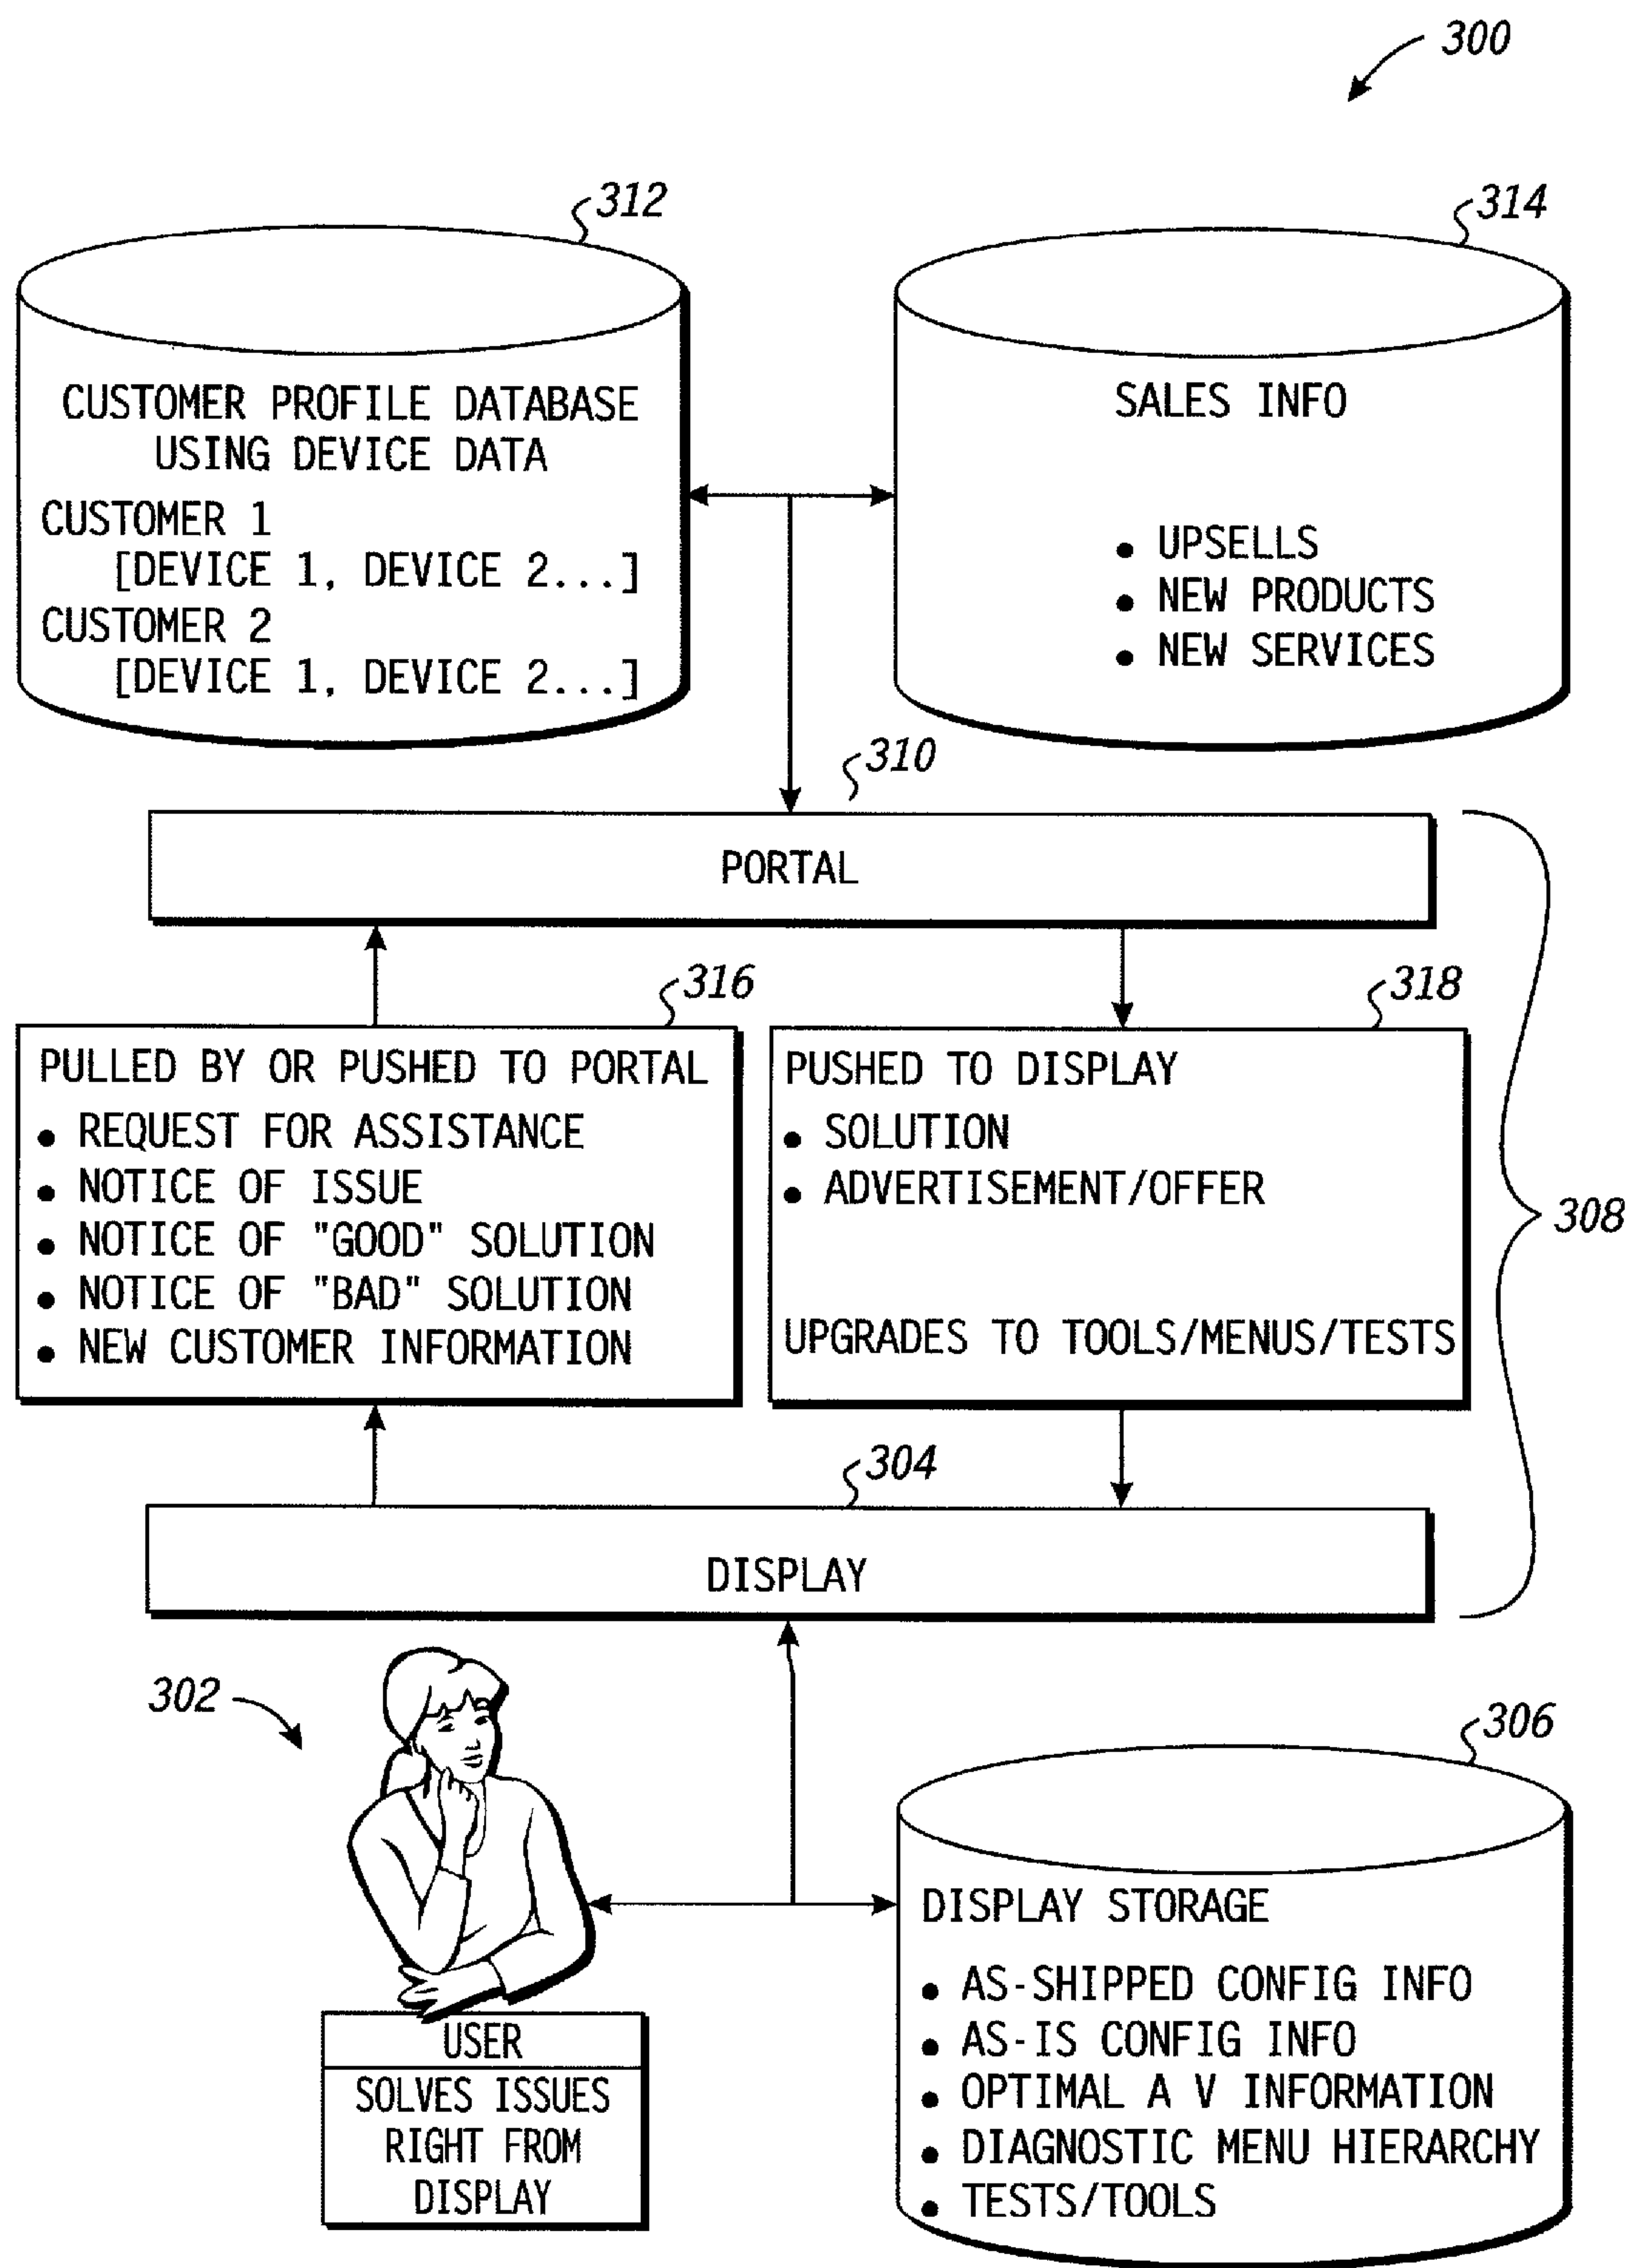 300
312
314
CUSTOMER PROFILE DATABASE
USING DEVICE DATA
CUSTOMER 1
[DEVICE 1, DEVICE 2...]
CUSTOMER 2
[DEVICE 1, DEVICE 2...]
SALES INFO
• UPSELLS
• NEW PRODUCTS
• NEW SERVICES
310
PORTAL
316
318
PULLED BY OR PUSHED TO PORTAL
• REQUEST FOR ASSISTANCE
• NOTICE OF ISSUE
• NOTICE OF "GOOD" SOLUTION
• NOTICE OF "BAD" SOLUTION
• NEW CUSTOMER INFORMATION
PUSHED TO DISPLAY
• SOLUTION
• ADVERTISEMENT/OFFER
UPGRADES TO TOOLS/MENUS/TESTS
308
304
DISPLAY
302
306
USER
SOLVES ISSUES
RIGHT FROM
DISPLAY
DISPLAY STORAGE
• AS-SHIPPED CONFIG INFO
• AS-IS CONFIG INFO
• OPTIMAL A V INFORMATION
• DIAGNOSTIC MENU HIERARCHY
• TESTS/TOOLS